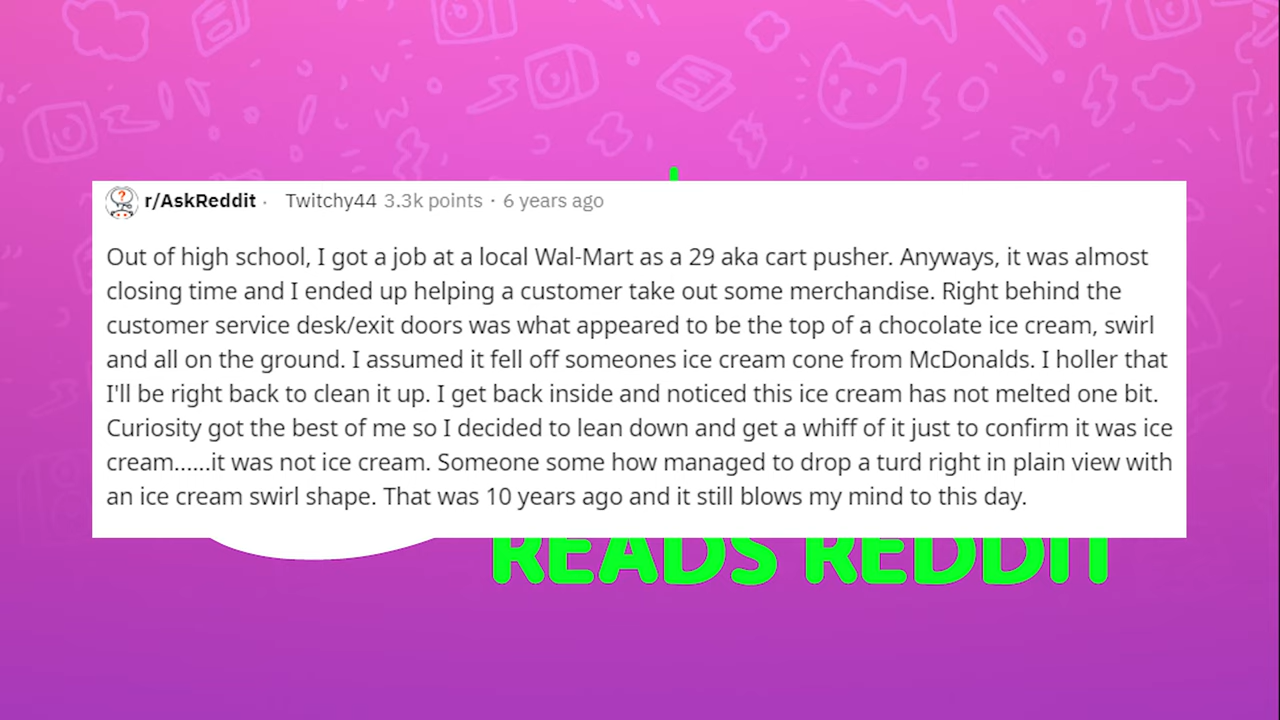 r/AskReddit · Twitchy44 3.3k points · 6 years ago
Out of high school, I got a job at a local Wal-Mart as a 29 aka cart pusher. Anyways, it was almost
closing time and I ended up helping a customer take out some merchandise. Right behind the
customer service desk/exit doors was what appeared to be the top of a chocolate ice cream, swirl
and all on the ground. I assumed it fell off someones ice cream cone from McDonalds. I holler that
I'll be right back to clean it up. I get back inside and noticed this ice cream has not melted one bit.
Curiosity got the best of me so I decided to lean down and get a whiff of it just to confirm it was ice
cream......it was not ice cream. Someone some how managed to drop a turd right in plain view with
an ice cream swirl shape. That was 10 years ago and it still blows my mind to this day.
READS REDDIT